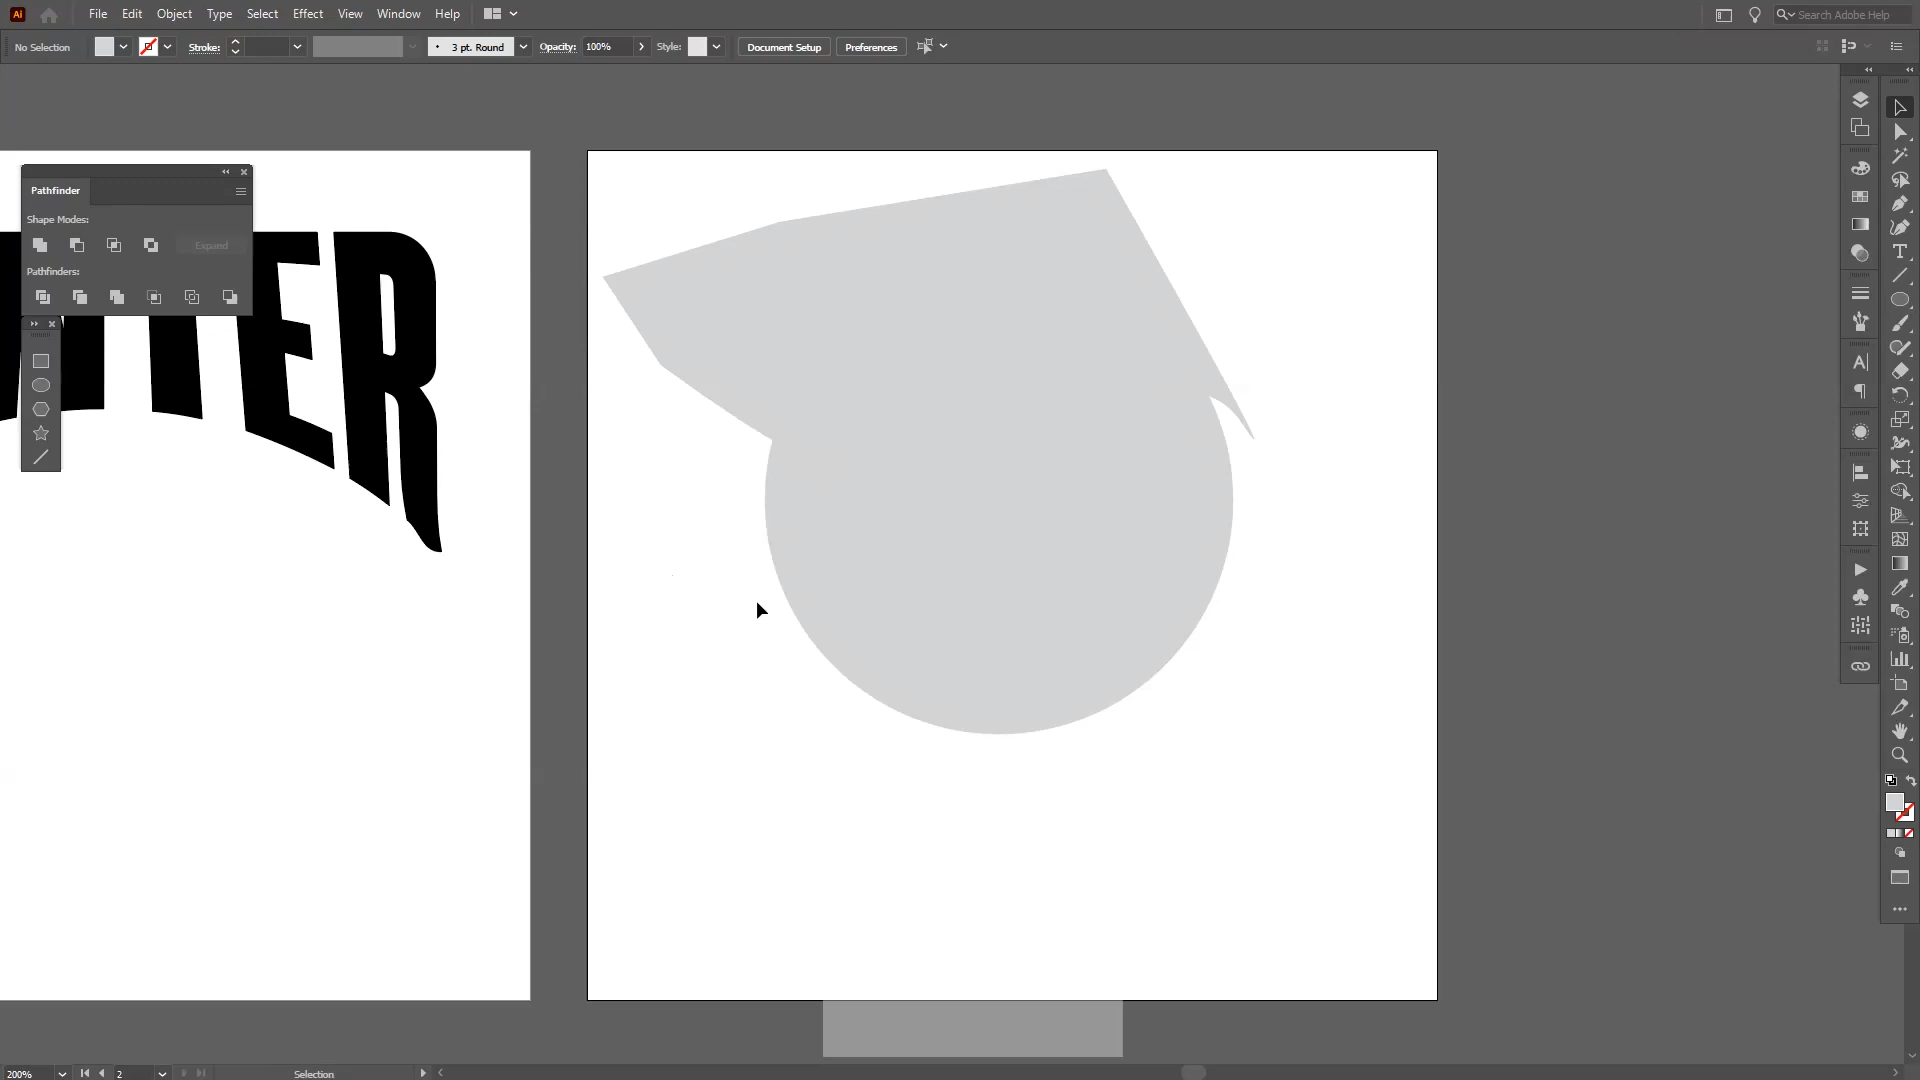 Ai File Edit Object Type Select Effect View Window Help Search Adobe Help
No Selection Stroke: 3 pt. Round Opacity: 100% Style: Document Setup Preferences
Pathfinder
Shape Modes:
Expand
Pathfinders:
TER
200% 2 Selection